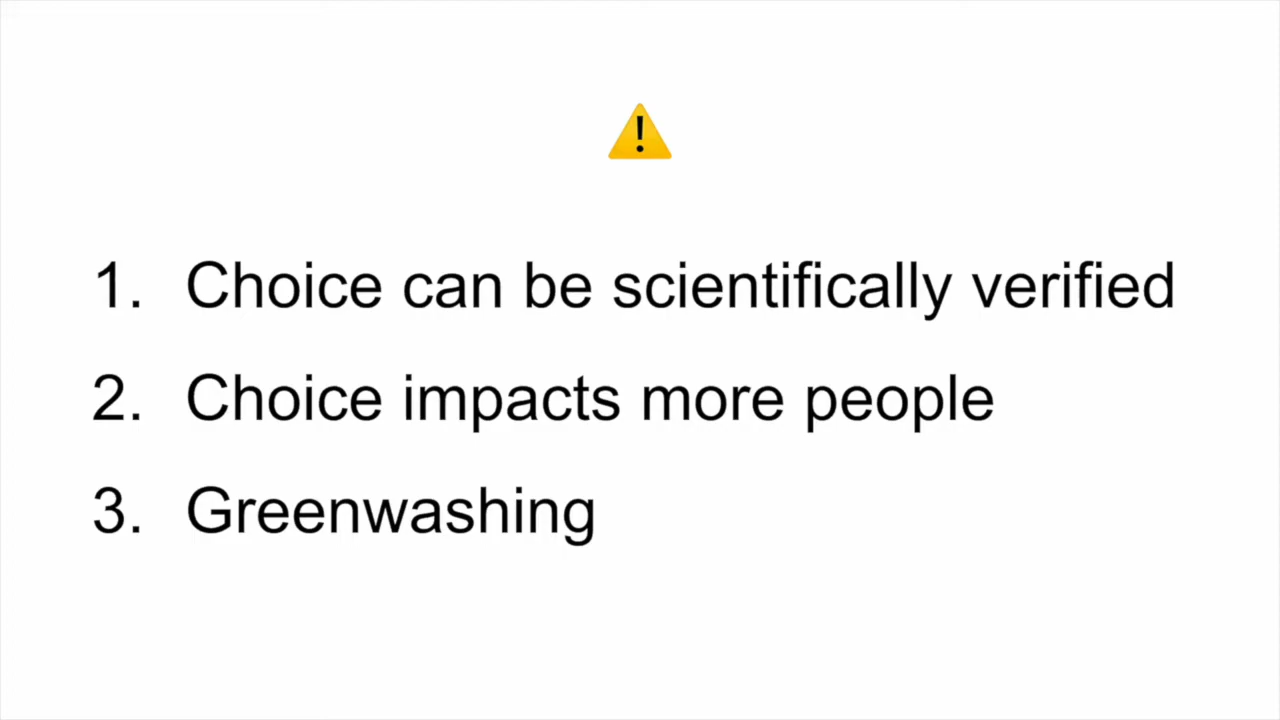 1. Choice can be scientifically verified
2. Choice impacts more people
3. Greenwashing